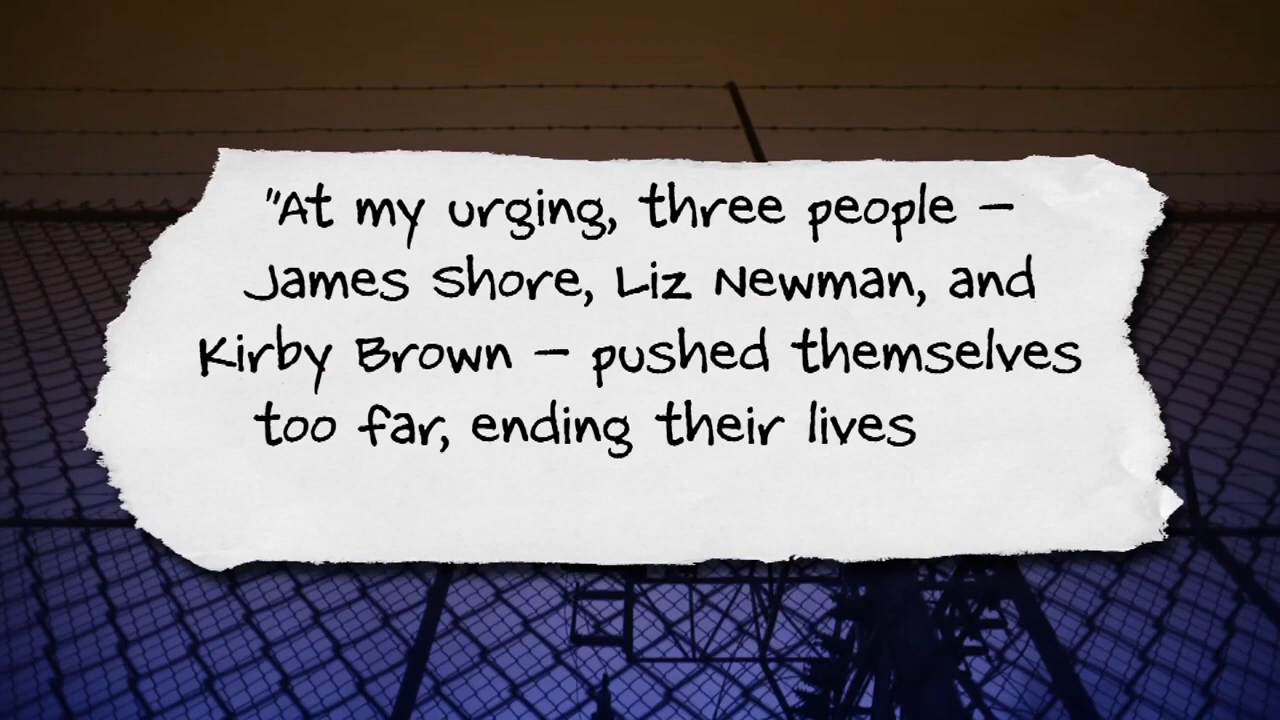 "At my urging, three people –
James Shore, Liz Newman, and
Kirby Brown – pushed themselves
too far, ending their lives